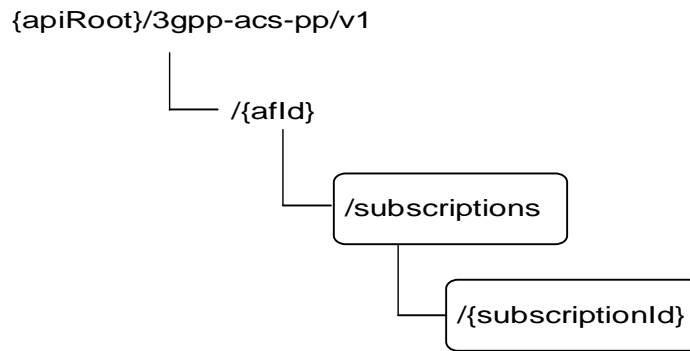 {apiRoot}/3gpp-acs-pp/v1
/{afId}
/subscriptions
/{subscriptionId}